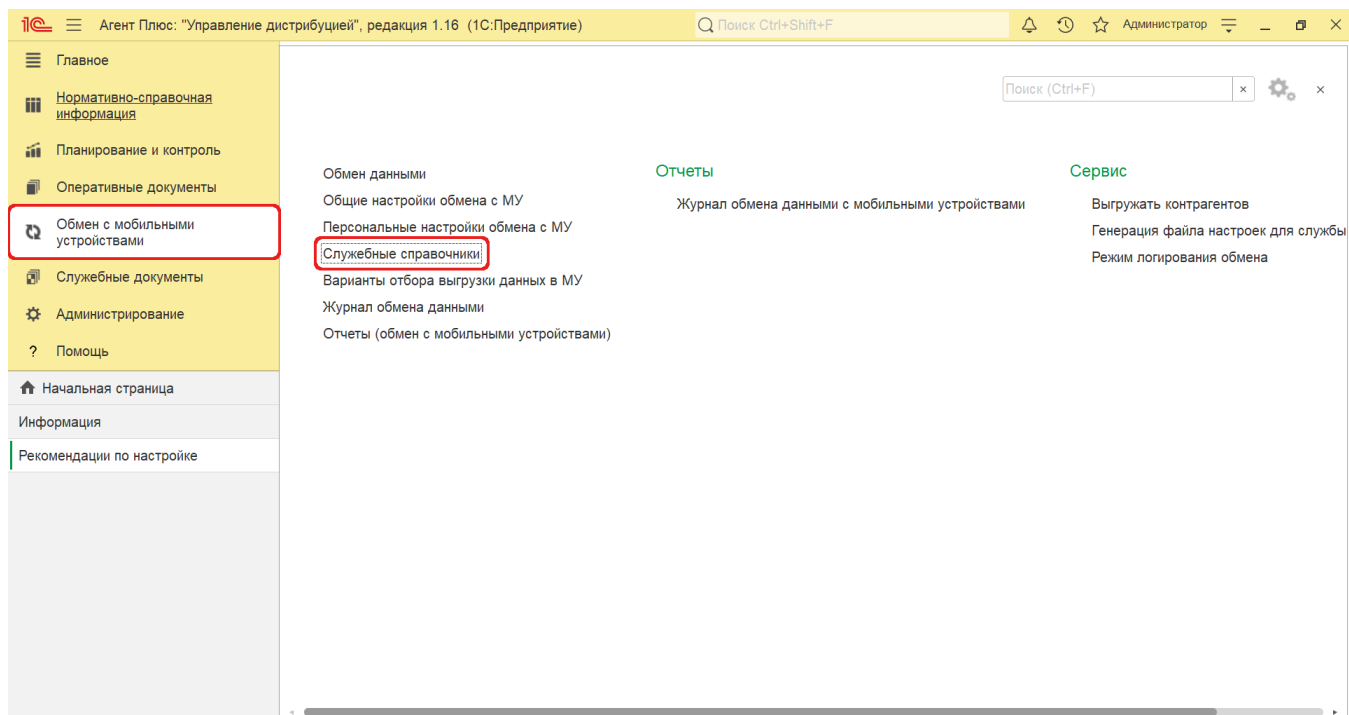 1С Агент Плюс: "Управление дистрибуцией", редакция 1.16 (1С:Предприятие)
Поиск Ctrl+Shift+F
Администратор
Главное
Нормативно-справочная
информация
Планирование и контроль
Оперативные документы
Обмен с мобильными
устройствами
Служебные документы
Администрирование
? Помощь
Начальная страница
Информация
Рекомендации по настройке
Поиск (Ctrl+F)
Обмен данными
Общие настройки обмена с МУ
Персональные настройки обмена с МУ
Служебные справочники
Варианты отбора выгрузки данных в МУ
Журнал обмена данными
Отчеты (обмен с мобильными устройствами)
Отчеты
Журнал обмена данными с мобильными устройствами
Сервис
Выгружать контрагентов
Генерация файла настроек для службы
Режим логирования обмена